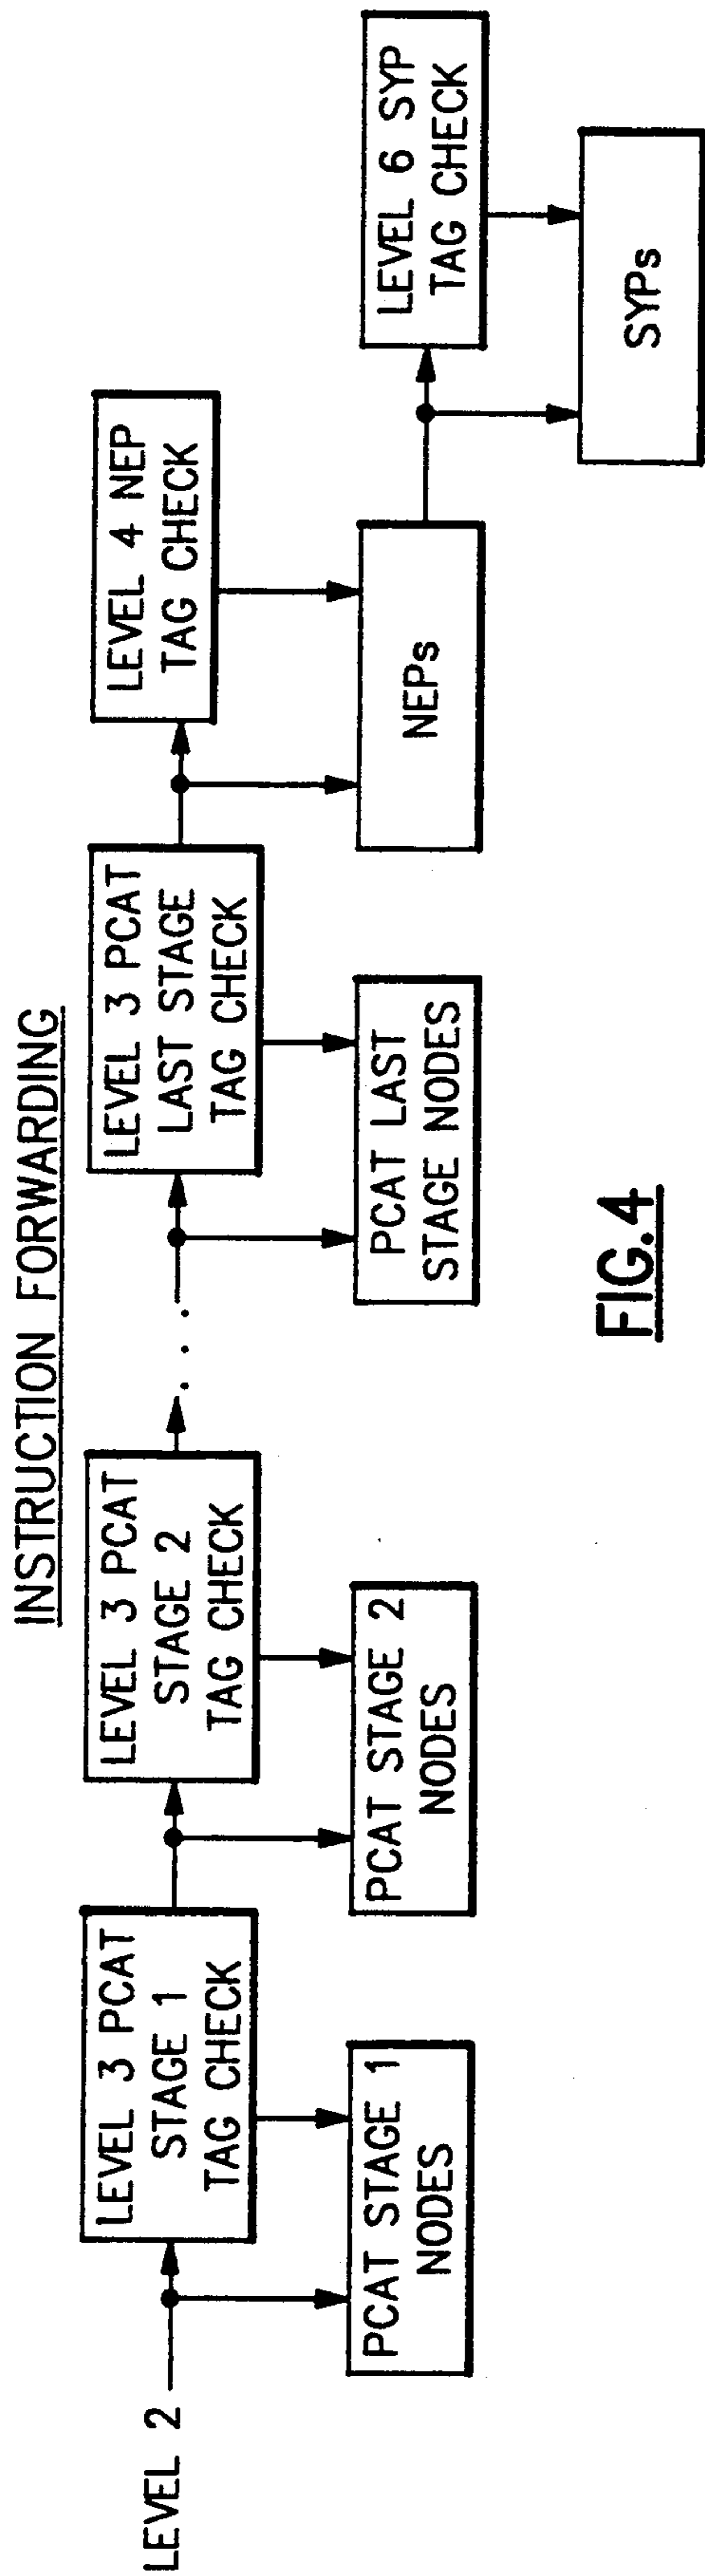 INSTRUCTION FORWARDING
LEVEL 2
LEVEL 3 PCAT
STAGE 1
TAG CHECK
PCAT STAGE 1
NODES
LEVEL 3 PCAT
STAGE 2
TAG CHECK
PCAT STAGE 2
NODES
. . .
LEVEL 3 PCAT
LAST STAGE
TAG CHECK
PCAT LAST
STAGE NODES
LEVEL 4 NEP
TAG CHECK
NEPs
LEVEL 6 SYP
TAG CHECK
SYPs
FIG.4